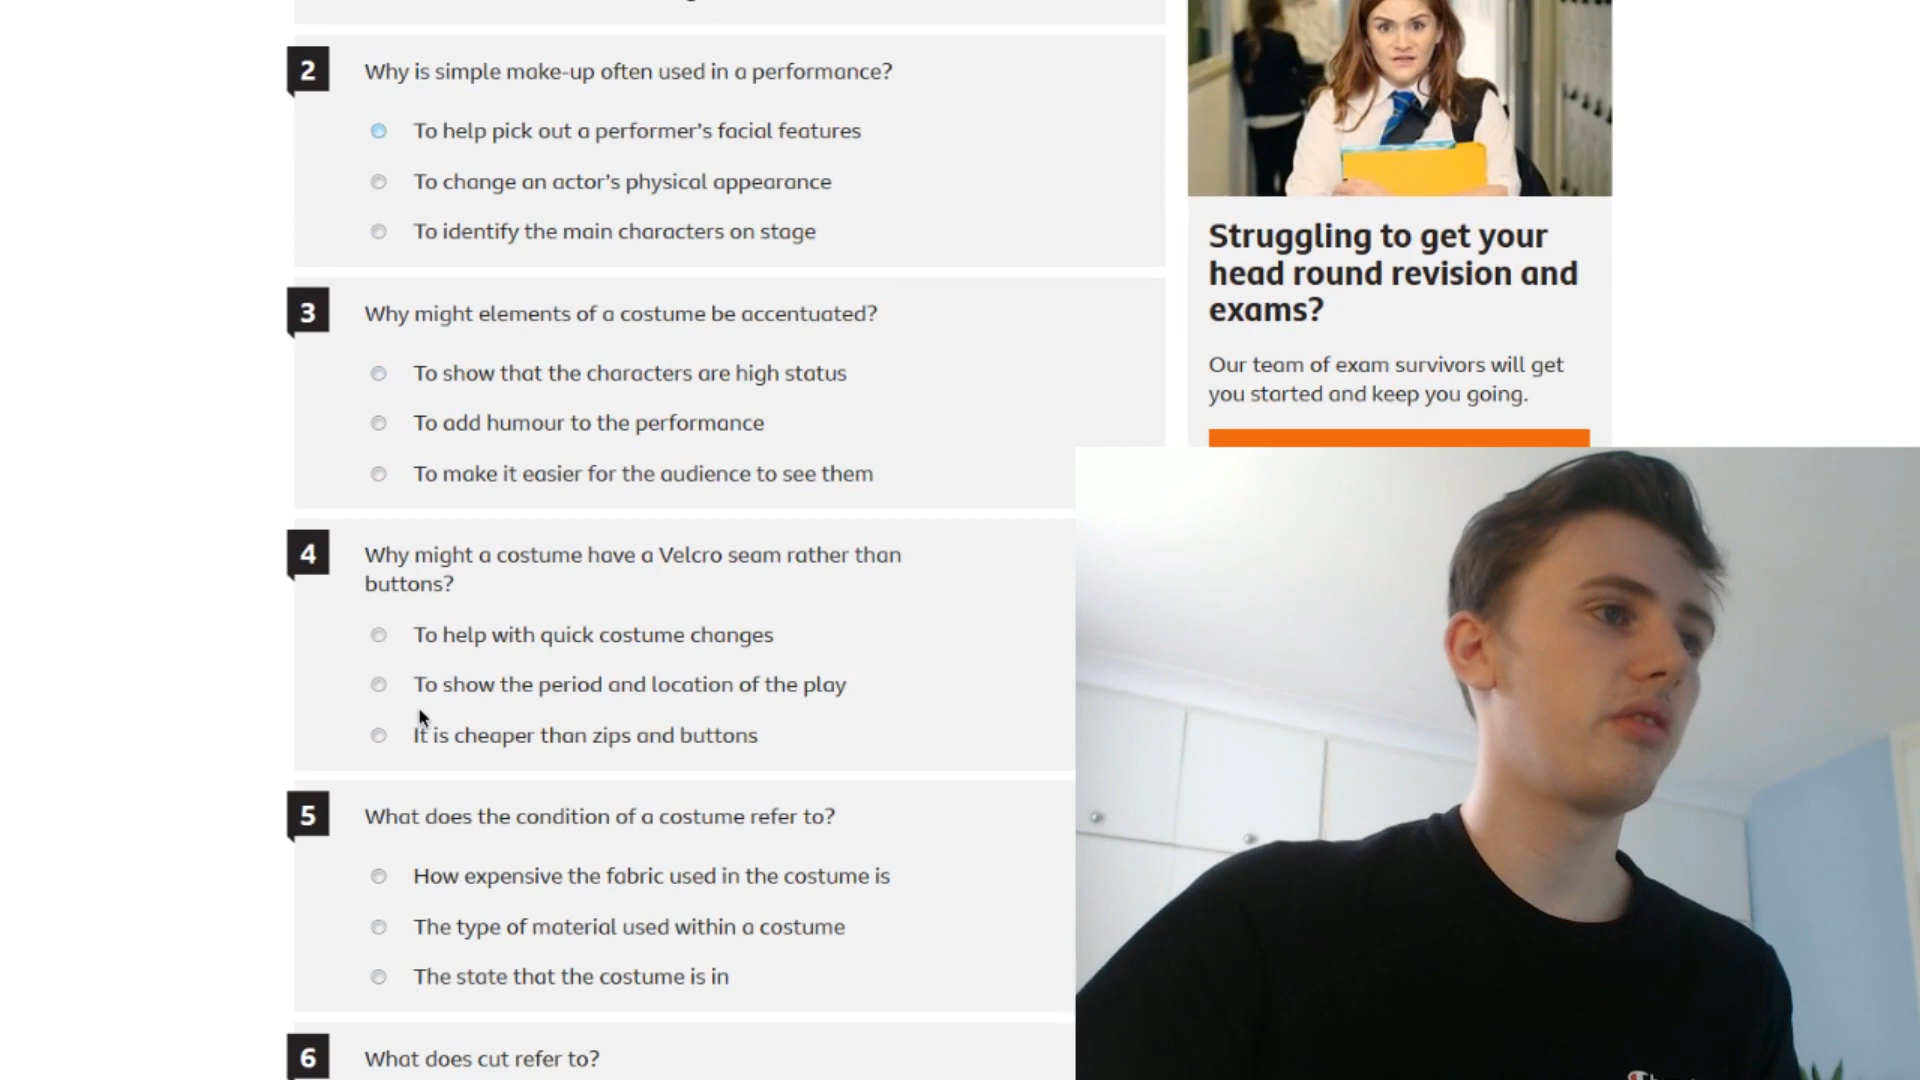 2
Why is simple make-up often used in a performance?
To help pick out a performer's facial features
To change an actor's physical appearance
To identify the main characters on stage
3
Why might elements of a costume be accentuated?
To show that the characters are high status
To add humour to the performance
To make it easier for the audience to see them
4
Why might a costume have a Velcro seam rather than
buttons?
To help with quick costume changes
To show the period and location of the play
It is cheaper than zips and buttons
5
What does the condition of a costume refer to?
How expensive the fabric used in the costume is
The type of material used within a costume
The state that the costume is in
6
What does cut refer to?
Struggling to get your
head round revision and
exams?
Our team of exam survivors will get
you started and keep you going.